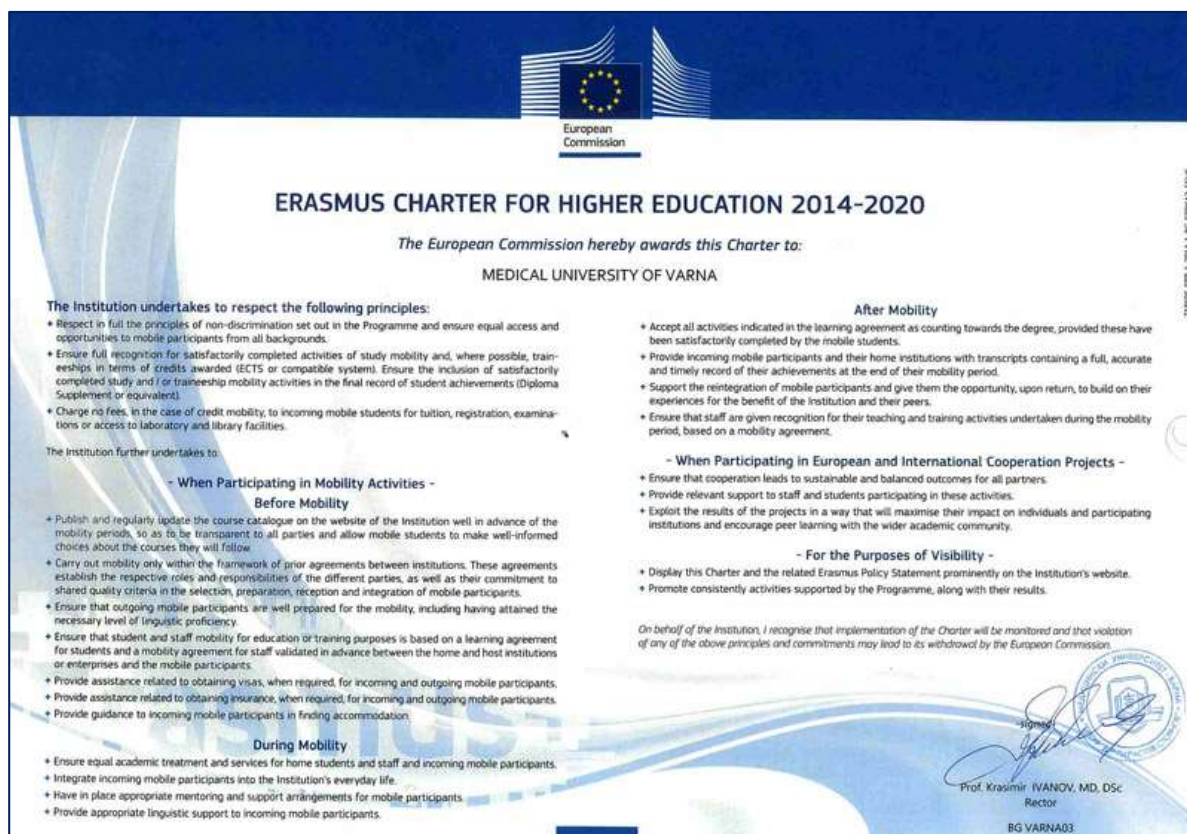 European
Commission
ERASMUS CHARTER FOR HIGHER EDUCATION 2014-2020
The European Commission hereby awards this Charter to:
MEDICAL UNIVERSITY OF VARNA
The Institution undertakes to respect the following principles:
+ Respect in full the principles of non-discrimination set out in the Programme and ensure equal access and
opportunities to mobile participants from all backgrounds.
+ Ensure full recognition for satisfactorily completed activities of study mobility and, where possible, train-
eeships in terms of credits awarded (ECTS or compatible system). Ensure the inclusion of satisfactorily
completed study and / or traineeship mobility activities in the final record of student achievements (Diploma
Supplement or equivalent).
+ Charge no fees, in the case of credit mobility, to incoming mobile students for tuition, registration, examina-
tions or access to laboratory and library facilities.
The Institution further undertakes to:
- When Participating in Mobility Activities -
Before Mobility
+ Publish and regularly update the course catalogue on the website of the Institution well in advance of the
mobility periods, so as to be transparent to all parties and allow mobile students to make well-informed
choices about the courses they will follow.
+ Carry out mobility only within the framework of prior agreements between institutions. These agreements
establish the respective roles and responsibilities of the different parties, as well as their commitment to
shared quality criteria in the selection, preparation, reception and integration of mobile participants.
+ Ensure that outgoing mobile participants are well prepared for the mobility, including having attained the
necessary level of linguistic proficiency.
+ Ensure that student and staff mobility for education or training purposes is based on a learning agreement
for students and a mobility agreement for staff validated in advance between the home and host institutions
or enterprises and the mobile participants.
+ Provide assistance related to obtaining visas, when required, for incoming and outgoing mobile participants.
+ Provide assistance related to obtaining insurance, when required, for incoming and outgoing mobile participants.
+ Provide guidance to incoming mobile participants in finding accommodation.
During Mobility
+ Ensure equal academic treatment and services for home students and staff and incoming mobile participants.
+ Integrate incoming mobile participants into the Institution's everyday life.
+ Have in place appropriate mentoring and support arrangements for mobile participants.
+ Provide appropriate linguistic support to incoming mobile participants.
After Mobility
+ Accept all activities indicated in the learning agreement as counting towards the degree, provided these have
been satisfactorily completed by the mobile students.
+ Provide incoming mobile participants and their home institutions with transcripts containing a full, accurate
and timely record of their achievements at the end of their mobility period.
+ Support the reintegration of mobile participants and give them the opportunity, upon return, to build on their
experiences for the benefit of the Institution and their peers.
+ Ensure that staff are given recognition for their teaching and training activities undertaken during the mobility
period, based on a mobility agreement.
- When Participating in European and International Cooperation Projects -
+ Ensure that cooperation leads to sustainable and balanced outcomes for all partners.
+ Provide relevant support to staff and students participating in these activities.
+ Exploit the results of the projects in a way that will maximise their impact on individuals and participating
institutions and encourage peer learning with the wider academic community.
- For the Purposes of Visibility -
+ Display this Charter and the related Erasmus Policy Statement prominently on the Institution's website.
+ Promote consistently activities supported by the Programme, along with their results.
On behalf of the Institution, I recognise that implementation of the Charter will be monitored and that violation
of any of the above principles and commitments may lead to its withdrawal by the European Commission.
signed
Prof. Krasimir IVANOV, MD, DSc
Rector
BG VARNA03